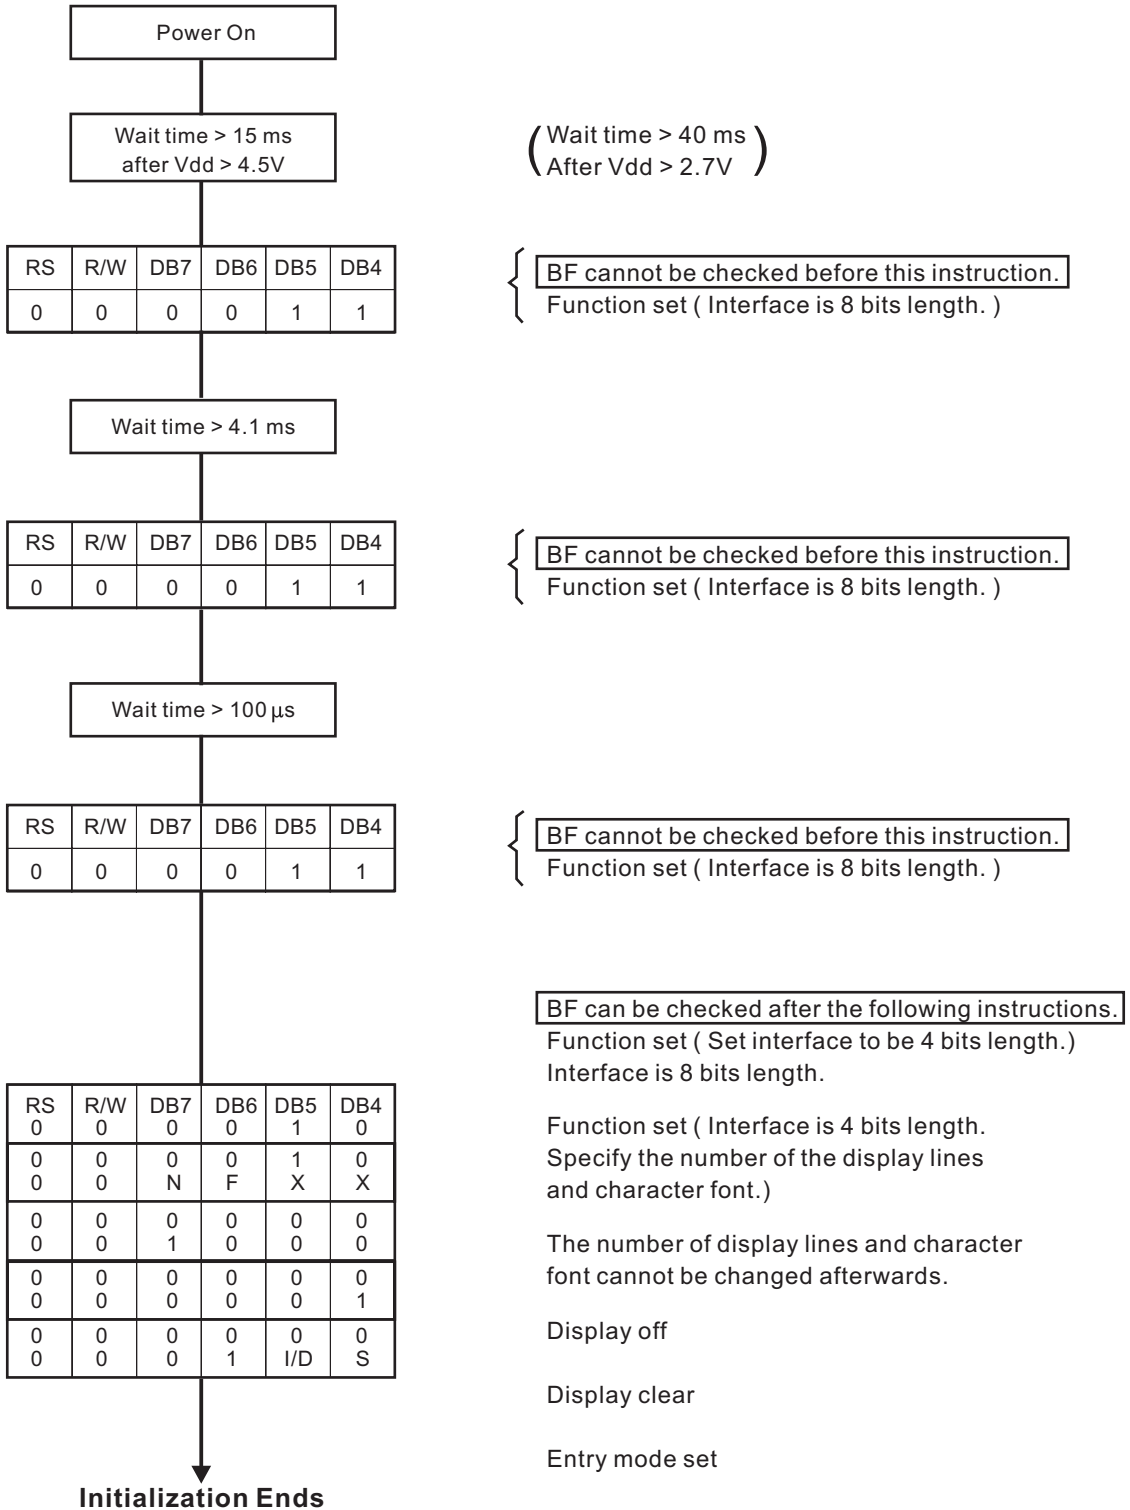 Power On
Wait time > 15 ms
after Vdd > 4.5V
( Wait time > 40 ms )
After Vdd > 2.7V
RS R/W DB7 DB6 DB5 DB4
0 0 0 0 1 1
BF cannot be checked before this instruction.
Function set ( Interface is 8 bits length. )
Wait time > 4.1 ms
RS R/W DB7 DB6 DB5 DB4
0 0 0 0 1 1
BF cannot be checked before this instruction.
Function set ( Interface is 8 bits length. )
Wait time > 100 µs
RS R/W DB7 DB6 DB5 DB4
0 0 0 0 1 1
BF cannot be checked before this instruction.
Function set ( Interface is 8 bits length. )
BF can be checked after the following instructions.
Function set ( Set interface to be 4 bits length.)
Interface is 8 bits length.
RS R/W DB7 DB6 DB5 DB4
0 0 0 0 1 0
0 0 0 0 1 0
0 0 N F X X
0 0 0 0 0 0
0 0 1 0 0 0
0 0 0 0 0 0
0 0 0 0 0 1
0 0 0 0 0 0
0 0 0 1 I/D S
Function set ( Interface is 4 bits length.
Specify the number of the display lines
and character font.)
The number of display lines and character
font cannot be changed afterwards.
Display off
Display clear
Entry mode set
Initialization Ends